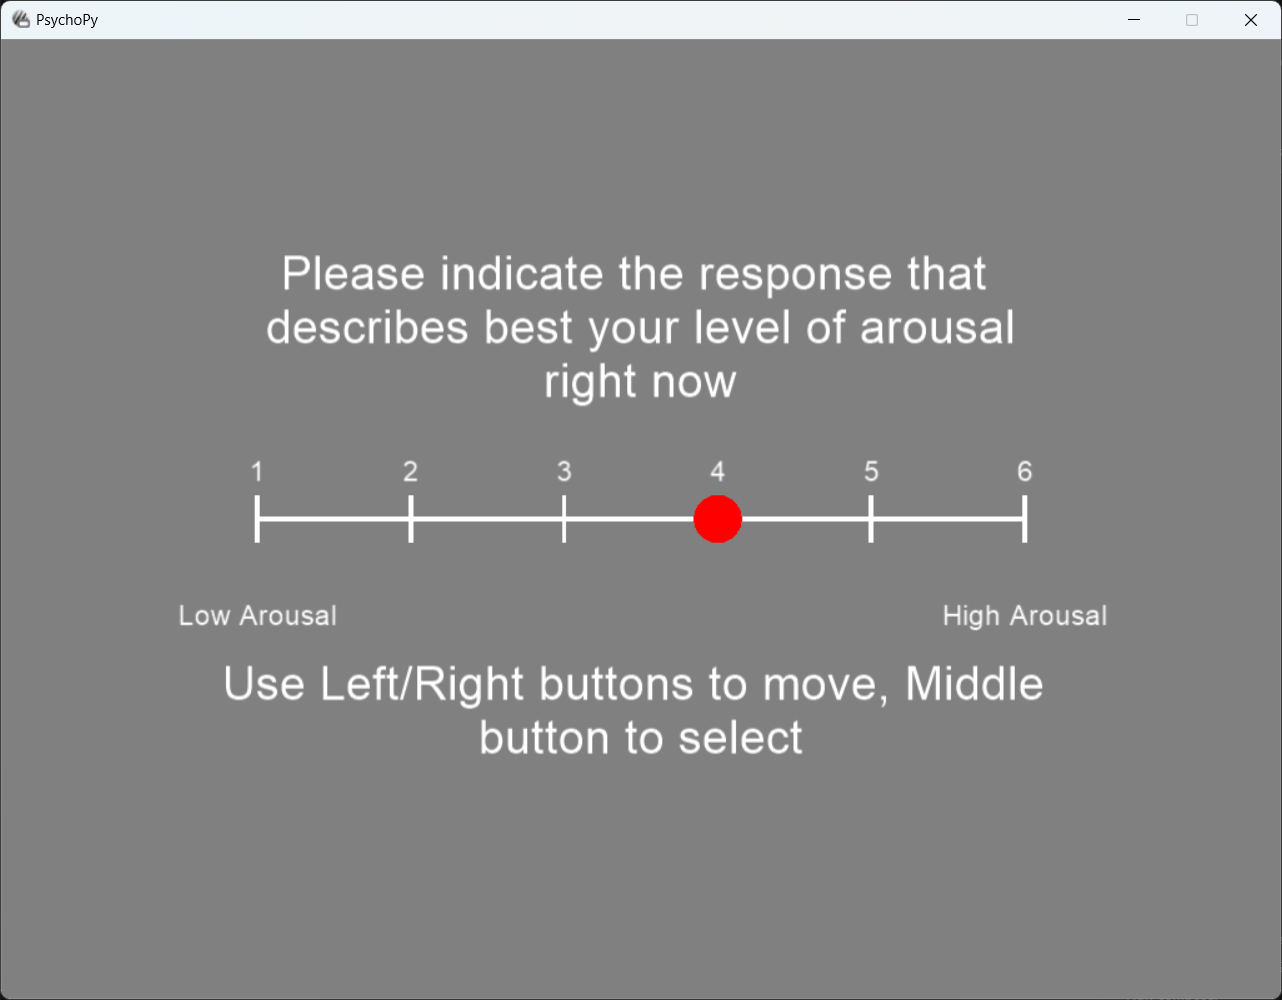 PsychoPy
Please indicate the response that
describes best your level of arousal
right now
1 2 3 4 5 6
Low Arousal High Arousal
Use Left/Right buttons to move, Middle
button to select